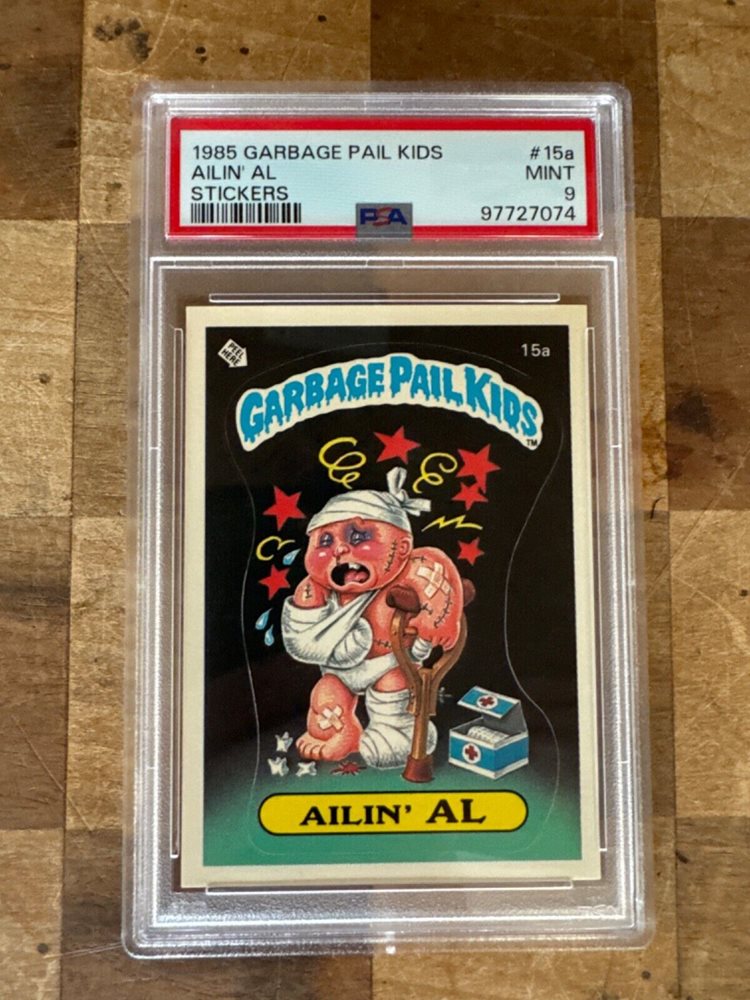 1985 GARBAGE PAIL KIDS #15a
AILIN' AL MINT
STICKERS 9
PSA 97727074
PEEL HERE
15a
GARBAGE PAIL KIDS
TM
AILIN' AL